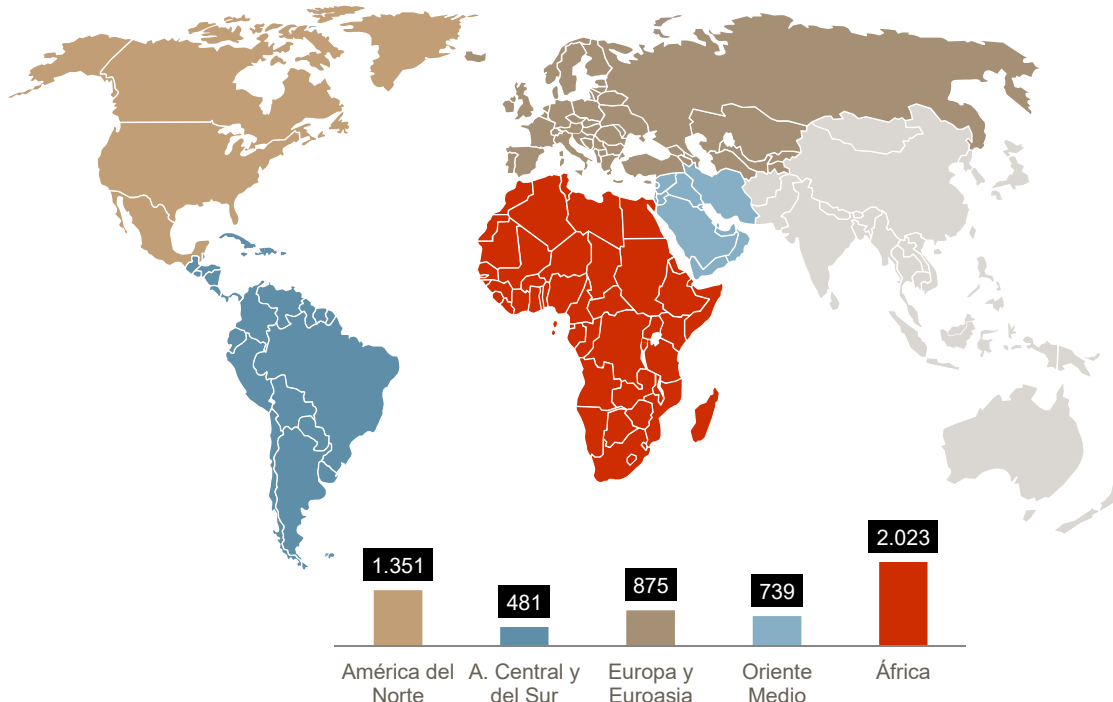 1.351
481
875
739
2.023
América del
Norte
A. Central y
del Sur
Europa y
Euroasia
Oriente
Medio
África